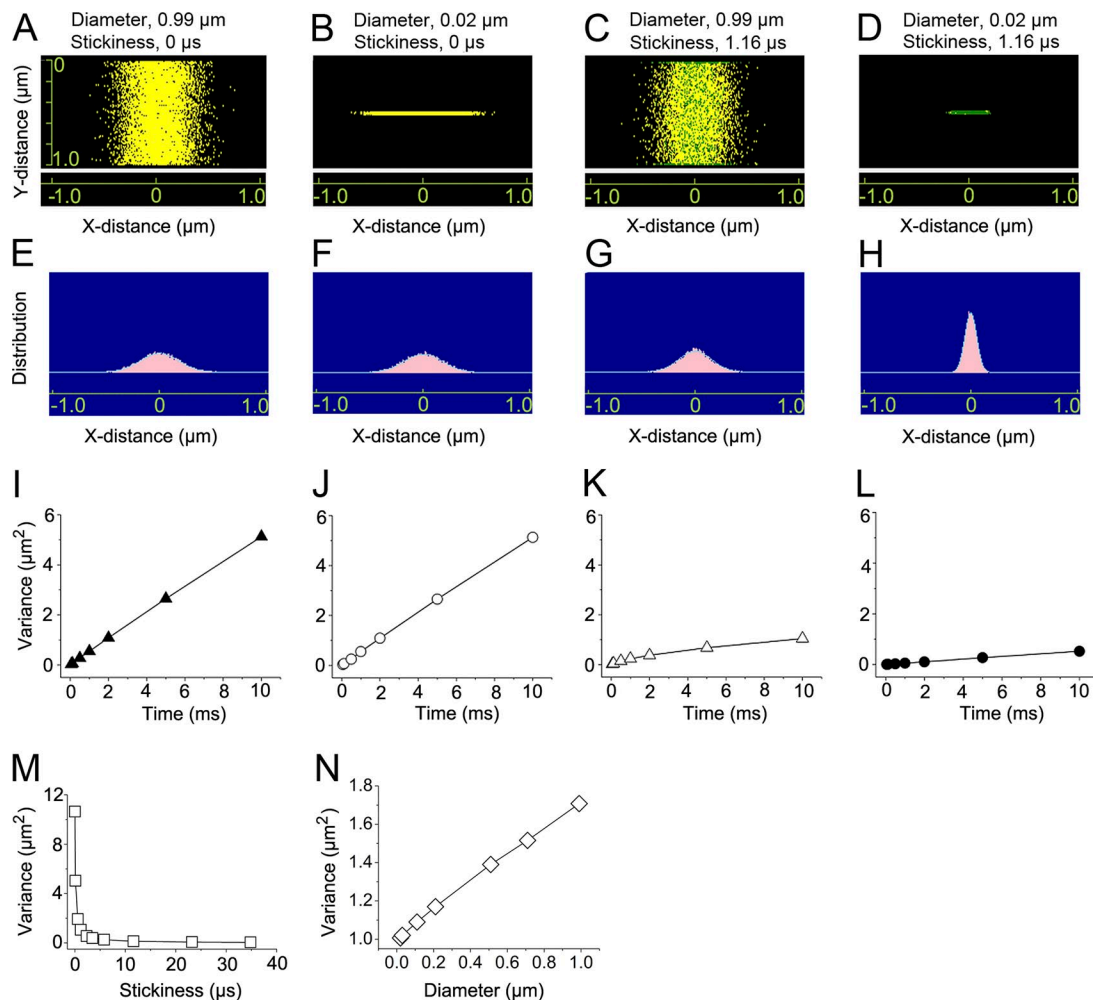 A
Diameter, 0.99 µm
Stickiness, 0 µs
B
Diameter, 0.02 µm
Stickiness, 0 µs
C
Diameter, 0.99 µm
Stickiness, 1.16 µs
D
Diameter, 0.02 µm
Stickiness, 1.16 µs
Y-distance (µm)
0
1.0
-1.0 0 1.0
-1.0 0 1.0
-1.0 0 1.0
-1.0 0 1.0
X-distance (µm)
X-distance (µm)
X-distance (µm)
X-distance (µm)
E
F
G
H
Distribution
-1.0 0 1.0
-1.0 0 1.0
-1.0 0 1.0
-1.0 0 1.0
X-distance (µm)
X-distance (µm)
X-distance (µm)
X-distance (µm)
I
Variance (µm²)
6
4
2
0
0 2 4 6 8 10
Time (ms)
J
6
4
2
0
0 2 4 6 8 10
Time (ms)
K
6
4
2
0
0 2 4 6 8 10
Time (ms)
L
6
4
2
0
0 2 4 6 8 10
Time (ms)
M
Variance (µm²)
12
8
4
0
0 10 20 30 40
Stickiness (µs)
N
Variance (µm²)
1.8
1.6
1.4
1.2
1.0
0.0 0.2 0.4 0.6 0.8 1.0
Diameter (µm)